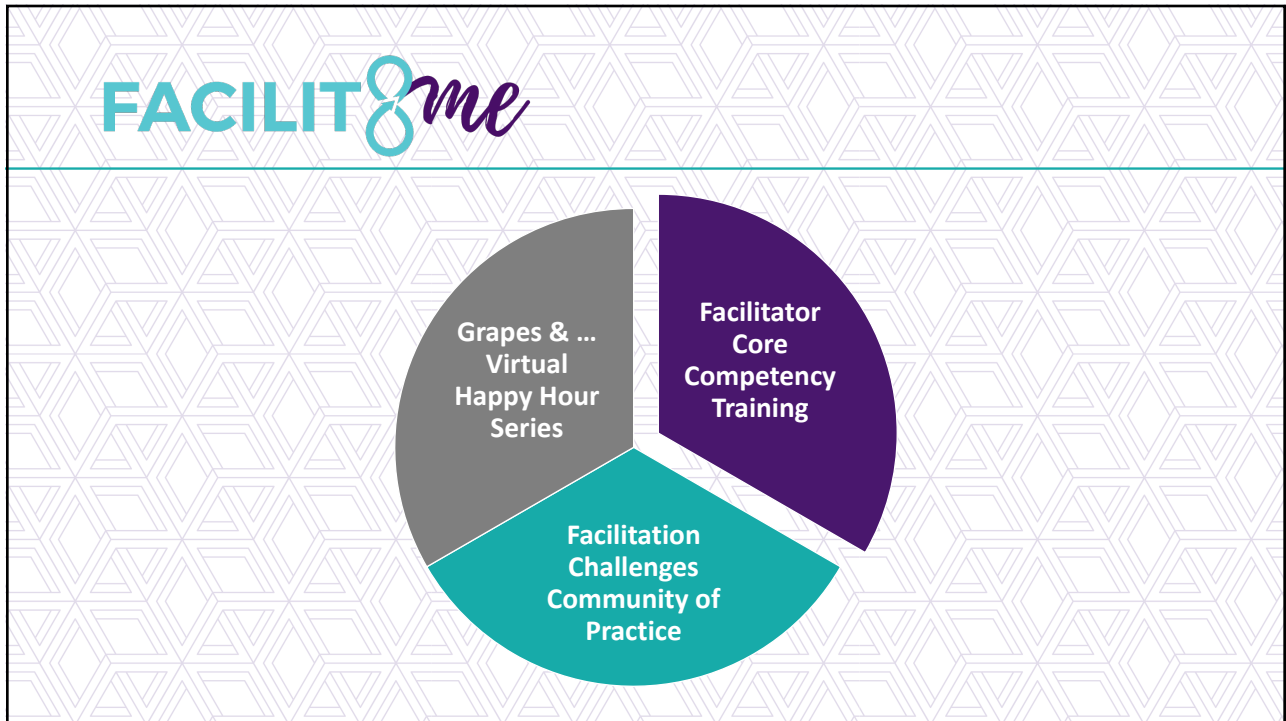 FACILIT8me
Grapes & …
Virtual
Happy Hour
Series
Facilitator
Core
Competency
Training
Facilitation
Challenges
Community of
Practice